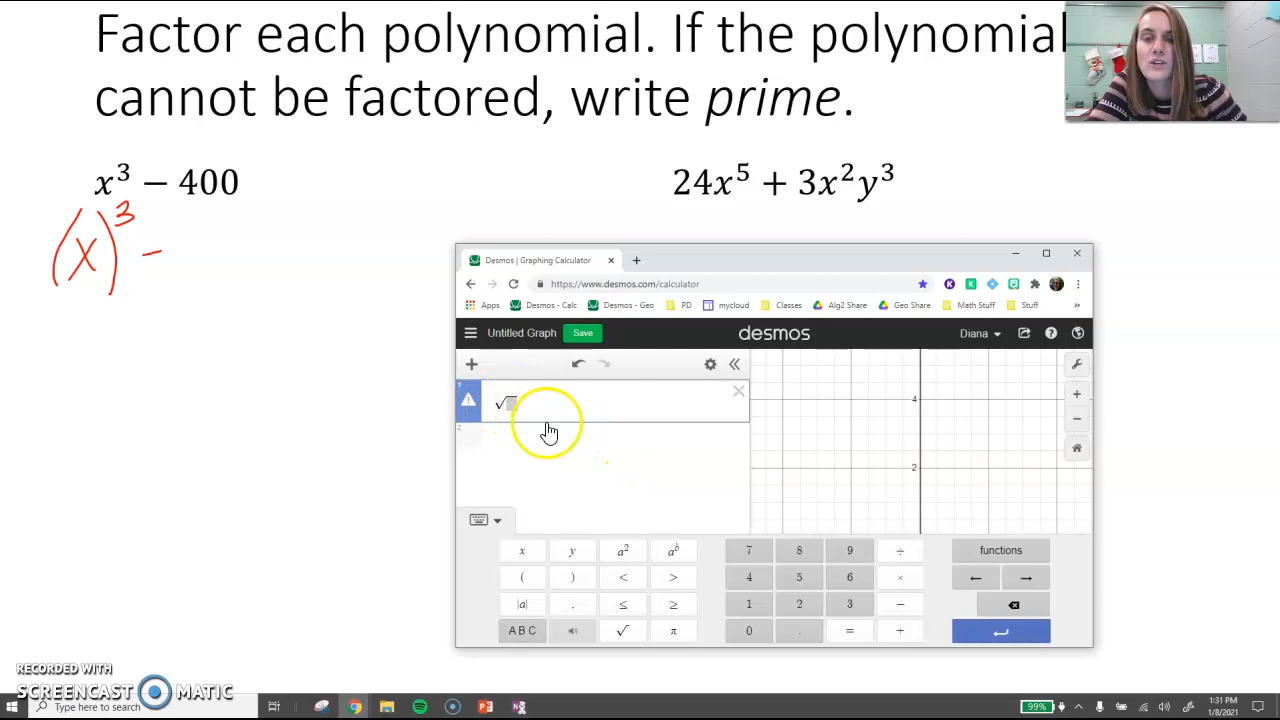 Factor each polynomial. If the polynomial
cannot be factored, write prime.
x³ − 400
24x⁵ + 3x²y³
(x)³ −
Desmos | Graphing Calculator
https://www.desmos.com/calculator
Apps Desmos - Calc Desmos - Geo PD mycloud Classes Alg2 Share Geo Share Math Stuff Stuff »
Untitled Graph Save desmos Diana
1
√
2
4
2
x y a² aᵇ 7 8 9 ÷ functions
( ) < > 4 5 6 × ← →
|a| , ≤ ≥ 1 2 3 −
A B C √ π 0 . = +
RECORDED WITH
SCREENCAST MATIC
Type here to search
99%
1:31 PM
1/8/2021